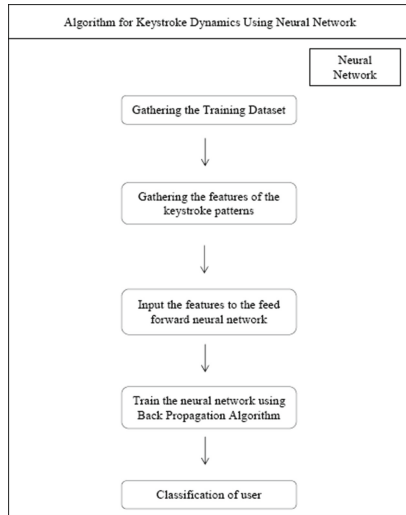 Algorithm for Keystroke Dynamics Using Neural Network
Neural
Network
Gathering the Training Dataset
Gathering the features of the
keystroke patterns
Input the features to the feed
forward neural network
Train the neural network using
Back Propagation Algorithm
Classification of user